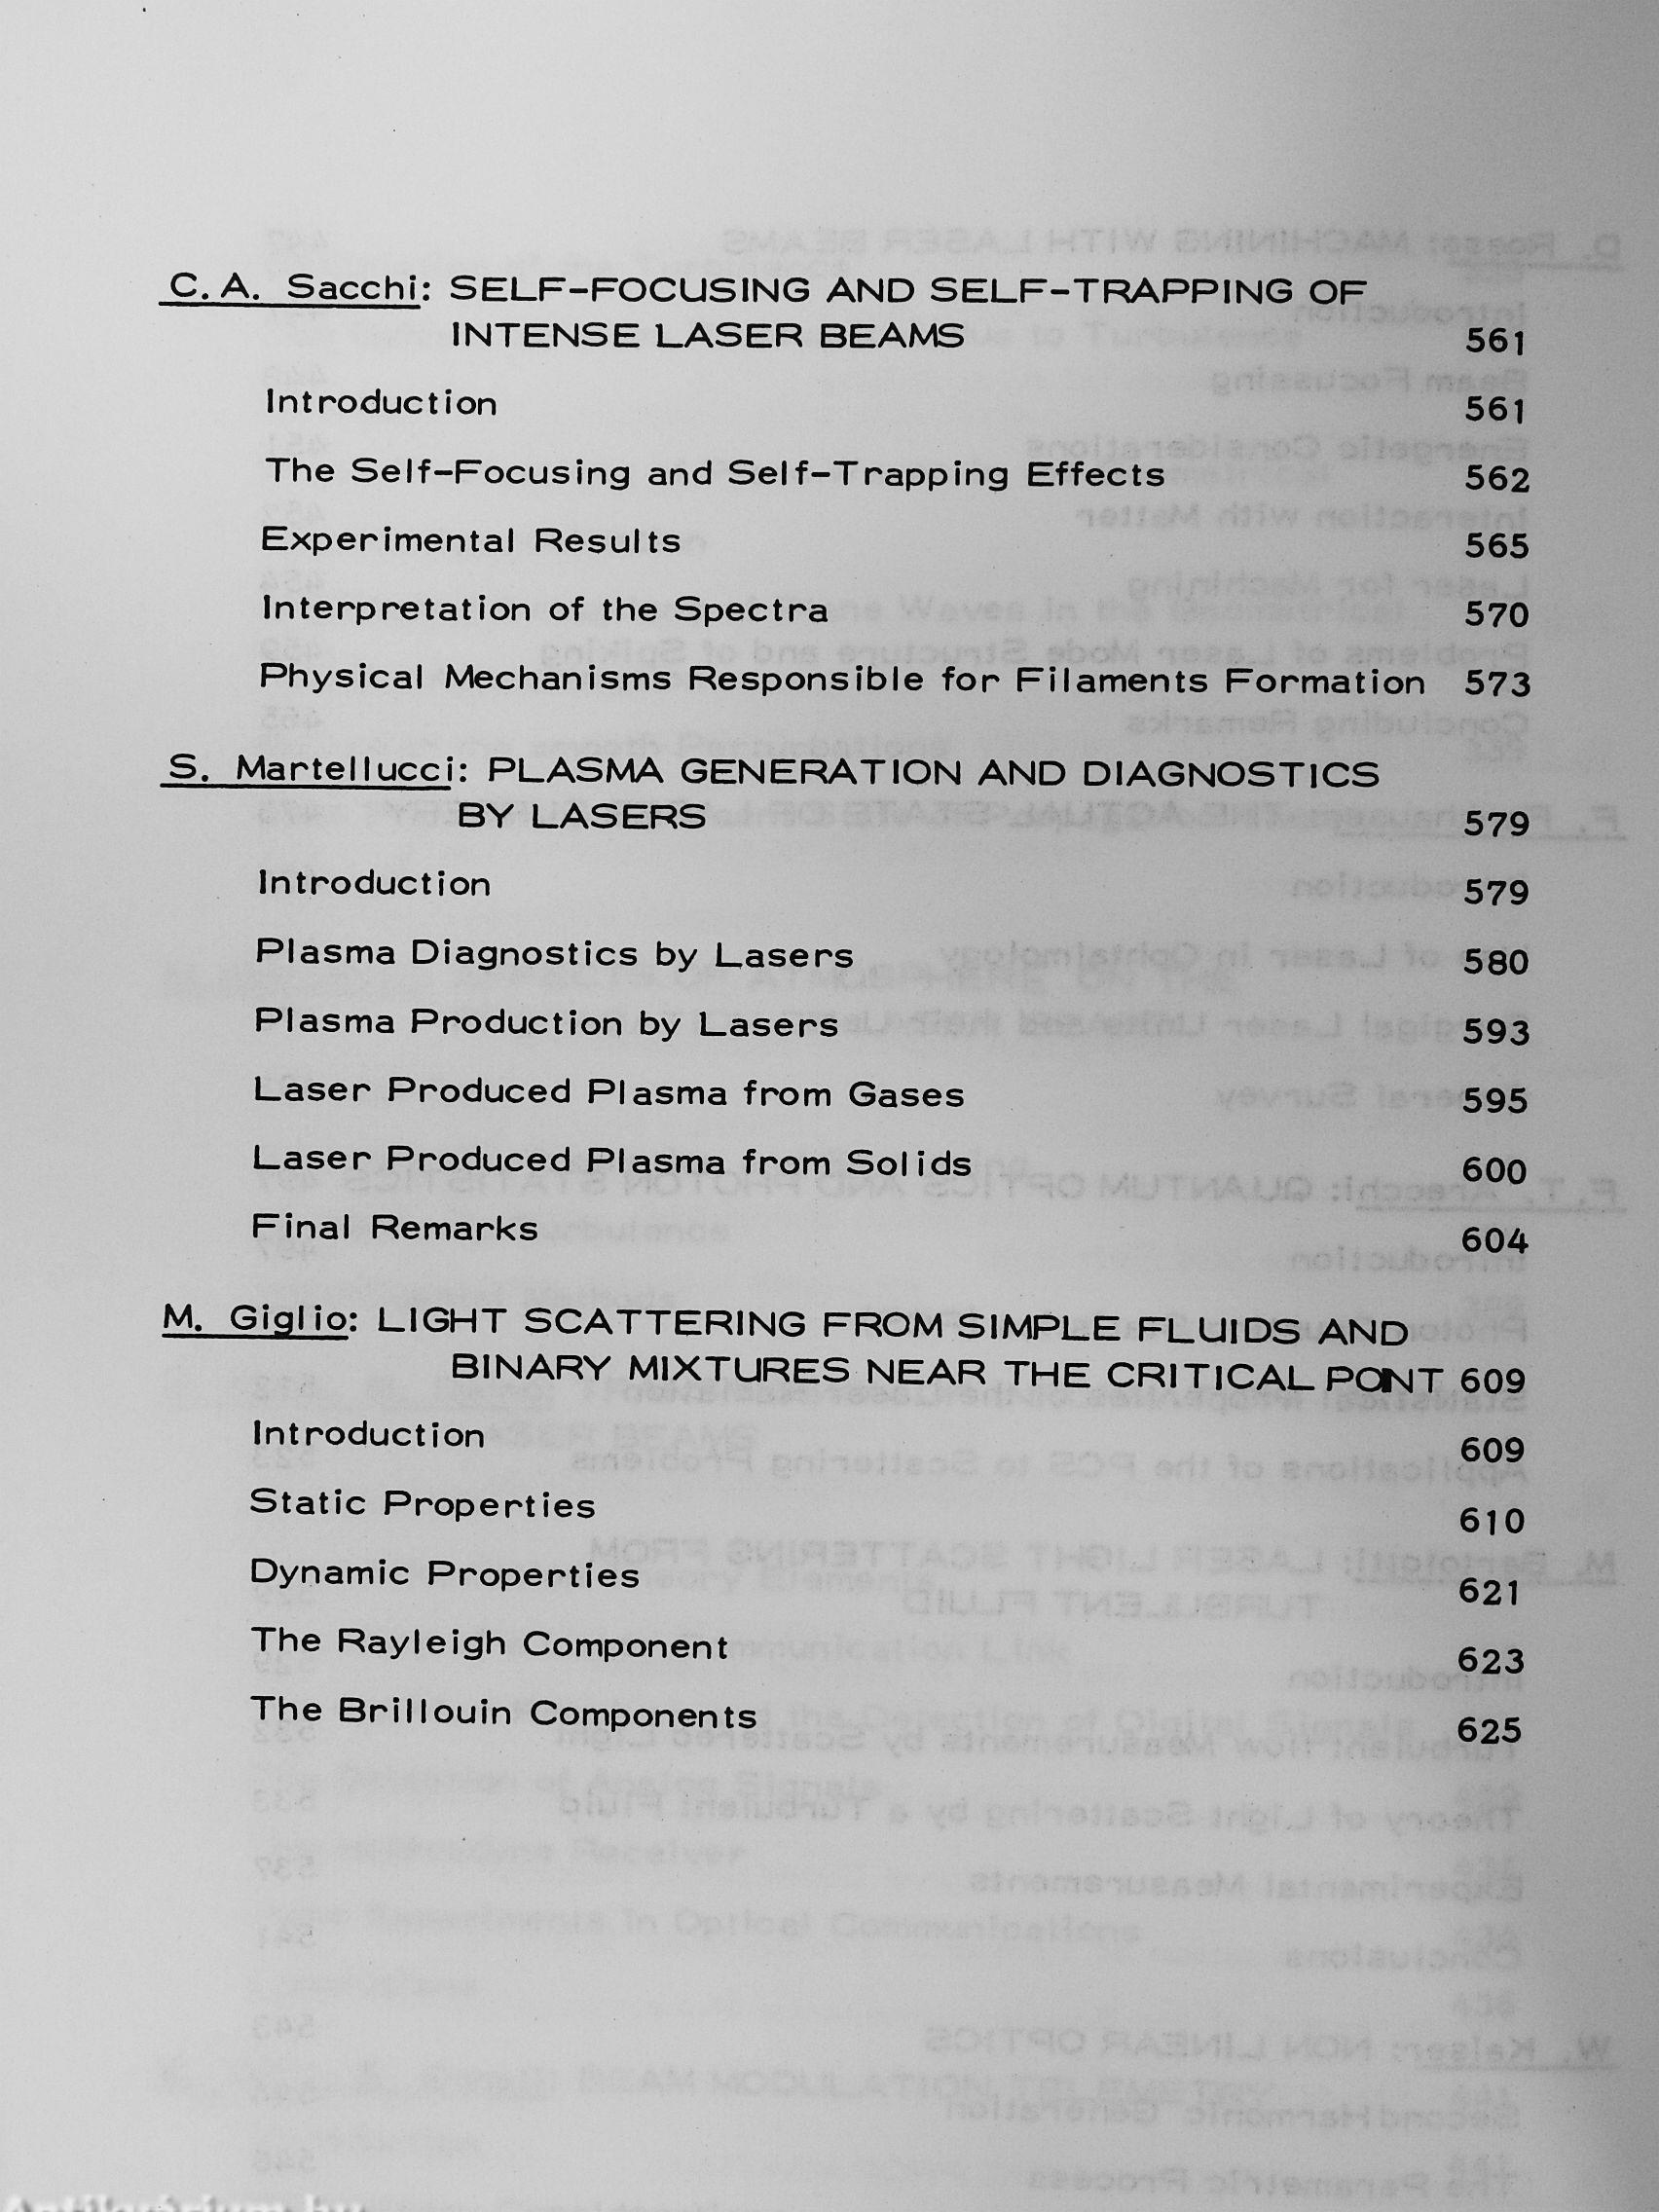 C. A. Sacchi: SELF-FOCUSING AND SELF-TRAPPING OF
INTENSE LASER BEAMS 561
Introduction 561
The Self-Focusing and Self-Trapping Effects 562
Experimental Results 565
Interpretation of the Spectra 570
Physical Mechanisms Responsible for Filaments Formation 573
S. Martellucci: PLASMA GENERATION AND DIAGNOSTICS
BY LASERS 579
Introduction 579
Plasma Diagnostics by Lasers 580
Plasma Production by Lasers 593
Laser Produced Plasma from Gases 595
Laser Produced Plasma from Solids 600
Final Remarks 604
M. Giglio: LIGHT SCATTERING FROM SIMPLE FLUIDS AND
BINARY MIXTURES NEAR THE CRITICAL POINT 609
Introduction 609
Static Properties 610
Dynamic Properties 621
The Rayleigh Component 623
The Brillouin Components 625